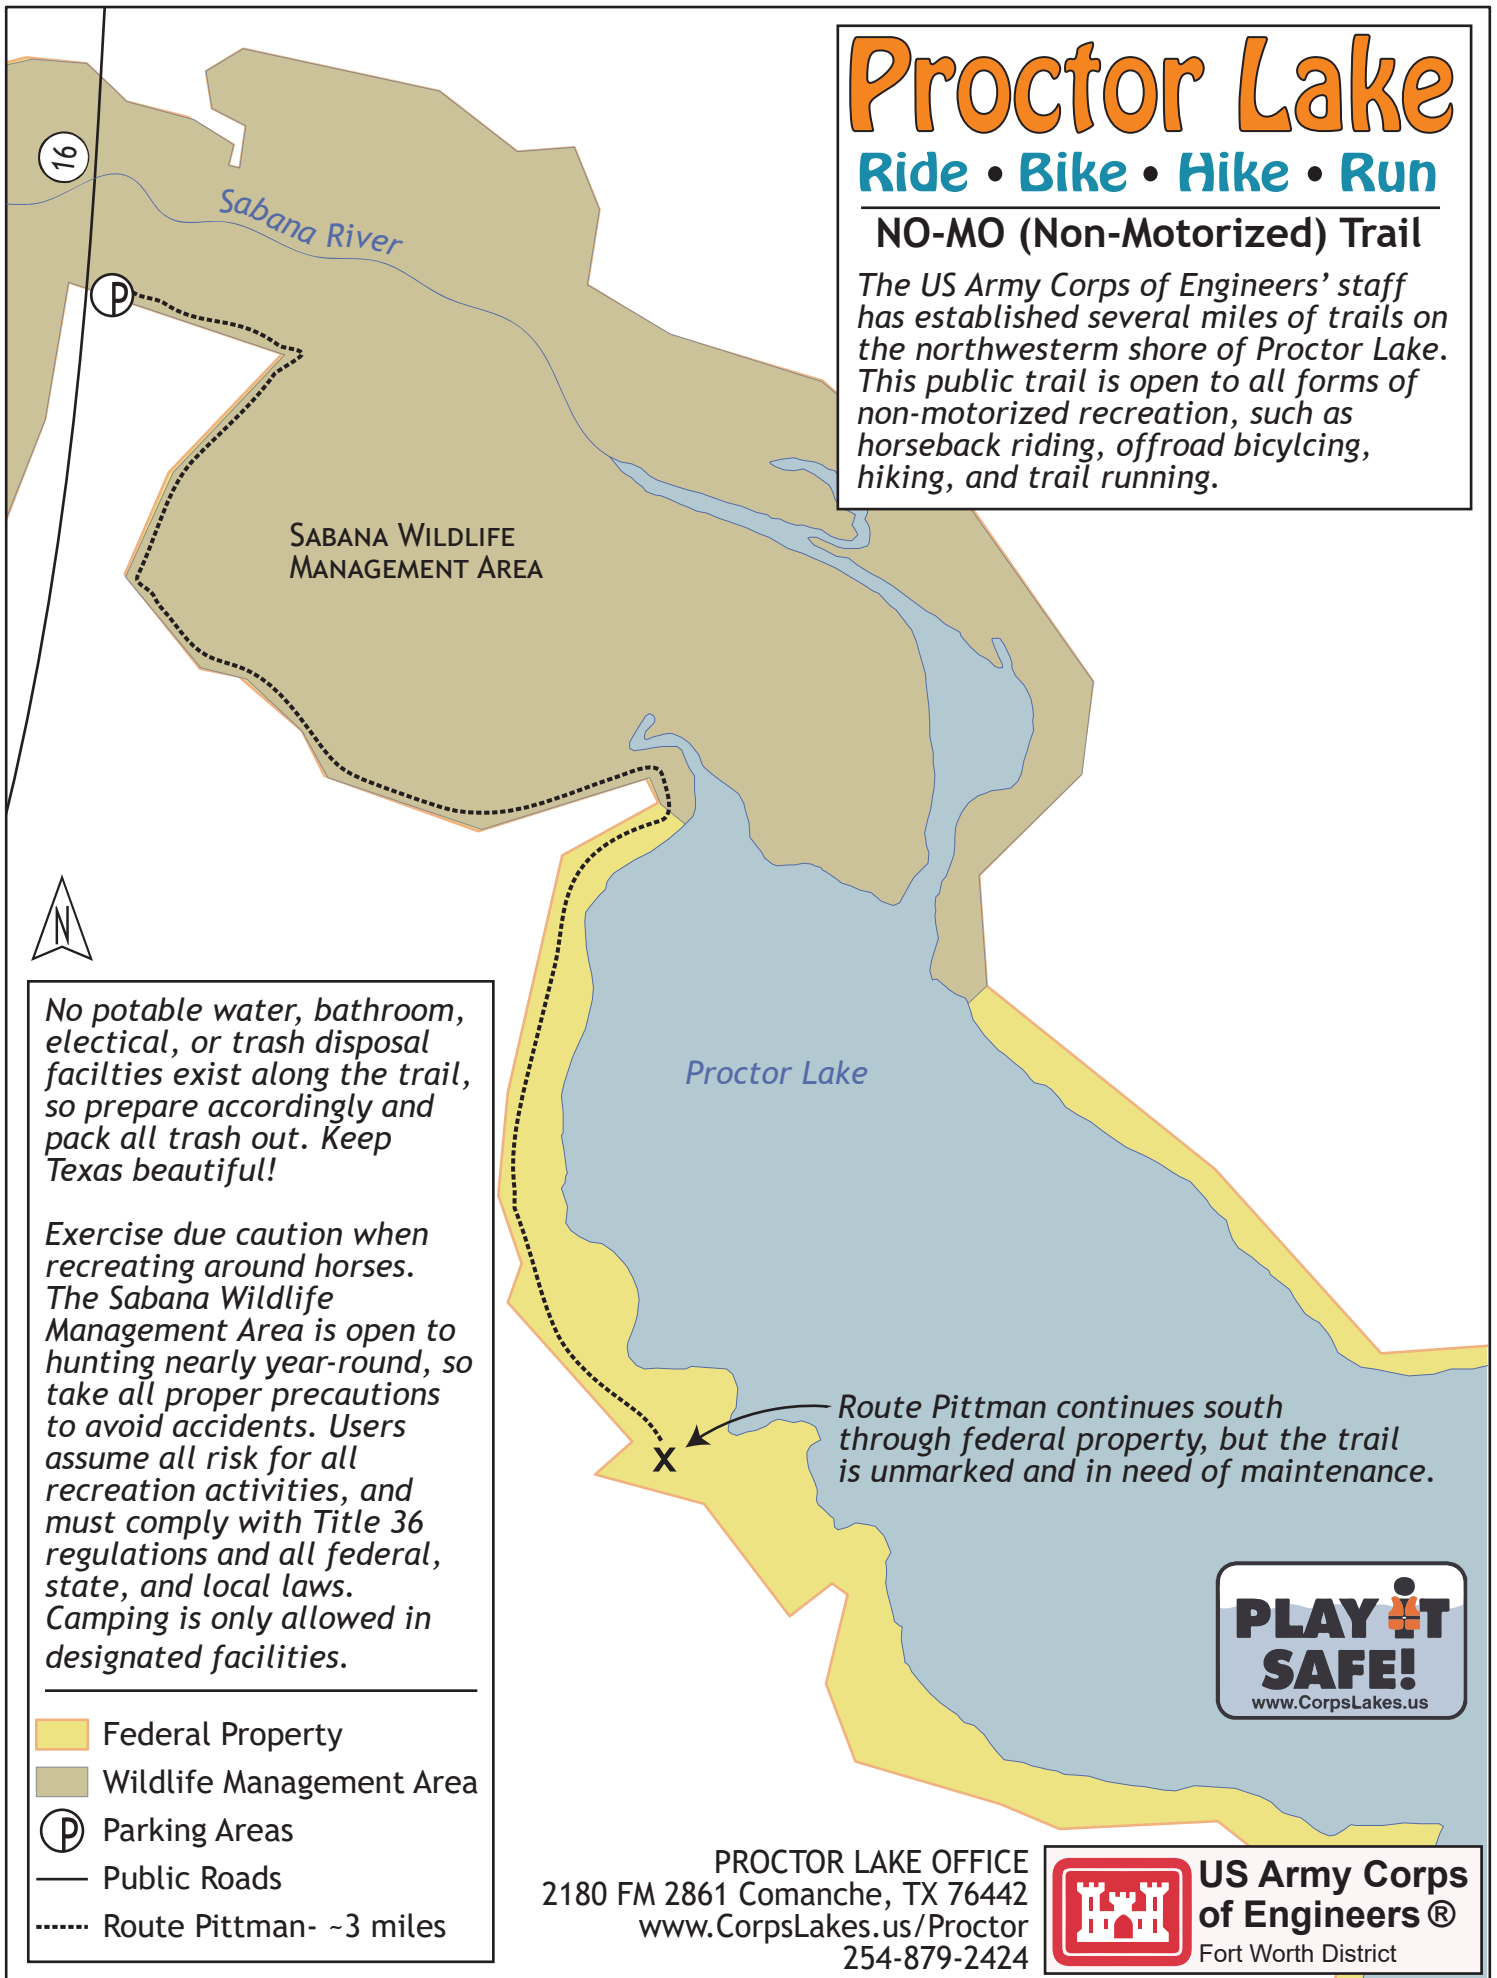 Proctor Lake
Ride • Bike • Hike • Run
NO-MO (Non-Motorized) Trail
The US Army Corps of Engineers’ staff
has established several miles of trails on
the northwesterm shore of Proctor Lake.
This public trail is open to all forms of
non-motorized recreation, such as
horseback riding, offroad bicylcing,
hiking, and trail running.
16
Sabana River
P
SABANA WILDLIFE
MANAGEMENT AREA
N
Proctor Lake
No potable water, bathroom,
electical, or trash disposal
facilties exist along the trail,
so prepare accordingly and
pack all trash out. Keep
Texas beautiful!
Exercise due caution when
recreating around horses.
The Sabana Wildlife
Management Area is open to
hunting nearly year-round, so
take all proper precautions
to avoid accidents. Users
assume all risk for all
recreation activities, and
must comply with Title 36
regulations and all federal,
state, and local laws.
Camping is only allowed in
designated facilities.
Federal Property
Wildlife Management Area
P Parking Areas
Public Roads
Route Pittman- ~3 miles
X
Route Pittman continues south
through federal property, but the trail
is unmarked and in need of maintenance.
PLAY IT
SAFE!
www.CorpsLakes.us
PROCTOR LAKE OFFICE
2180 FM 2861 Comanche, TX 76442
www.CorpsLakes.us/Proctor
254-879-2424
US Army Corps
of Engineers ®
Fort Worth District